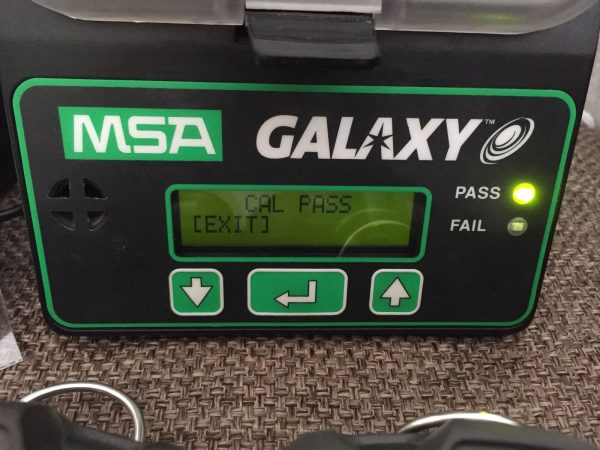 MSA GALAXY™
PASS
FAIL
CAL PASS
[EXIT]